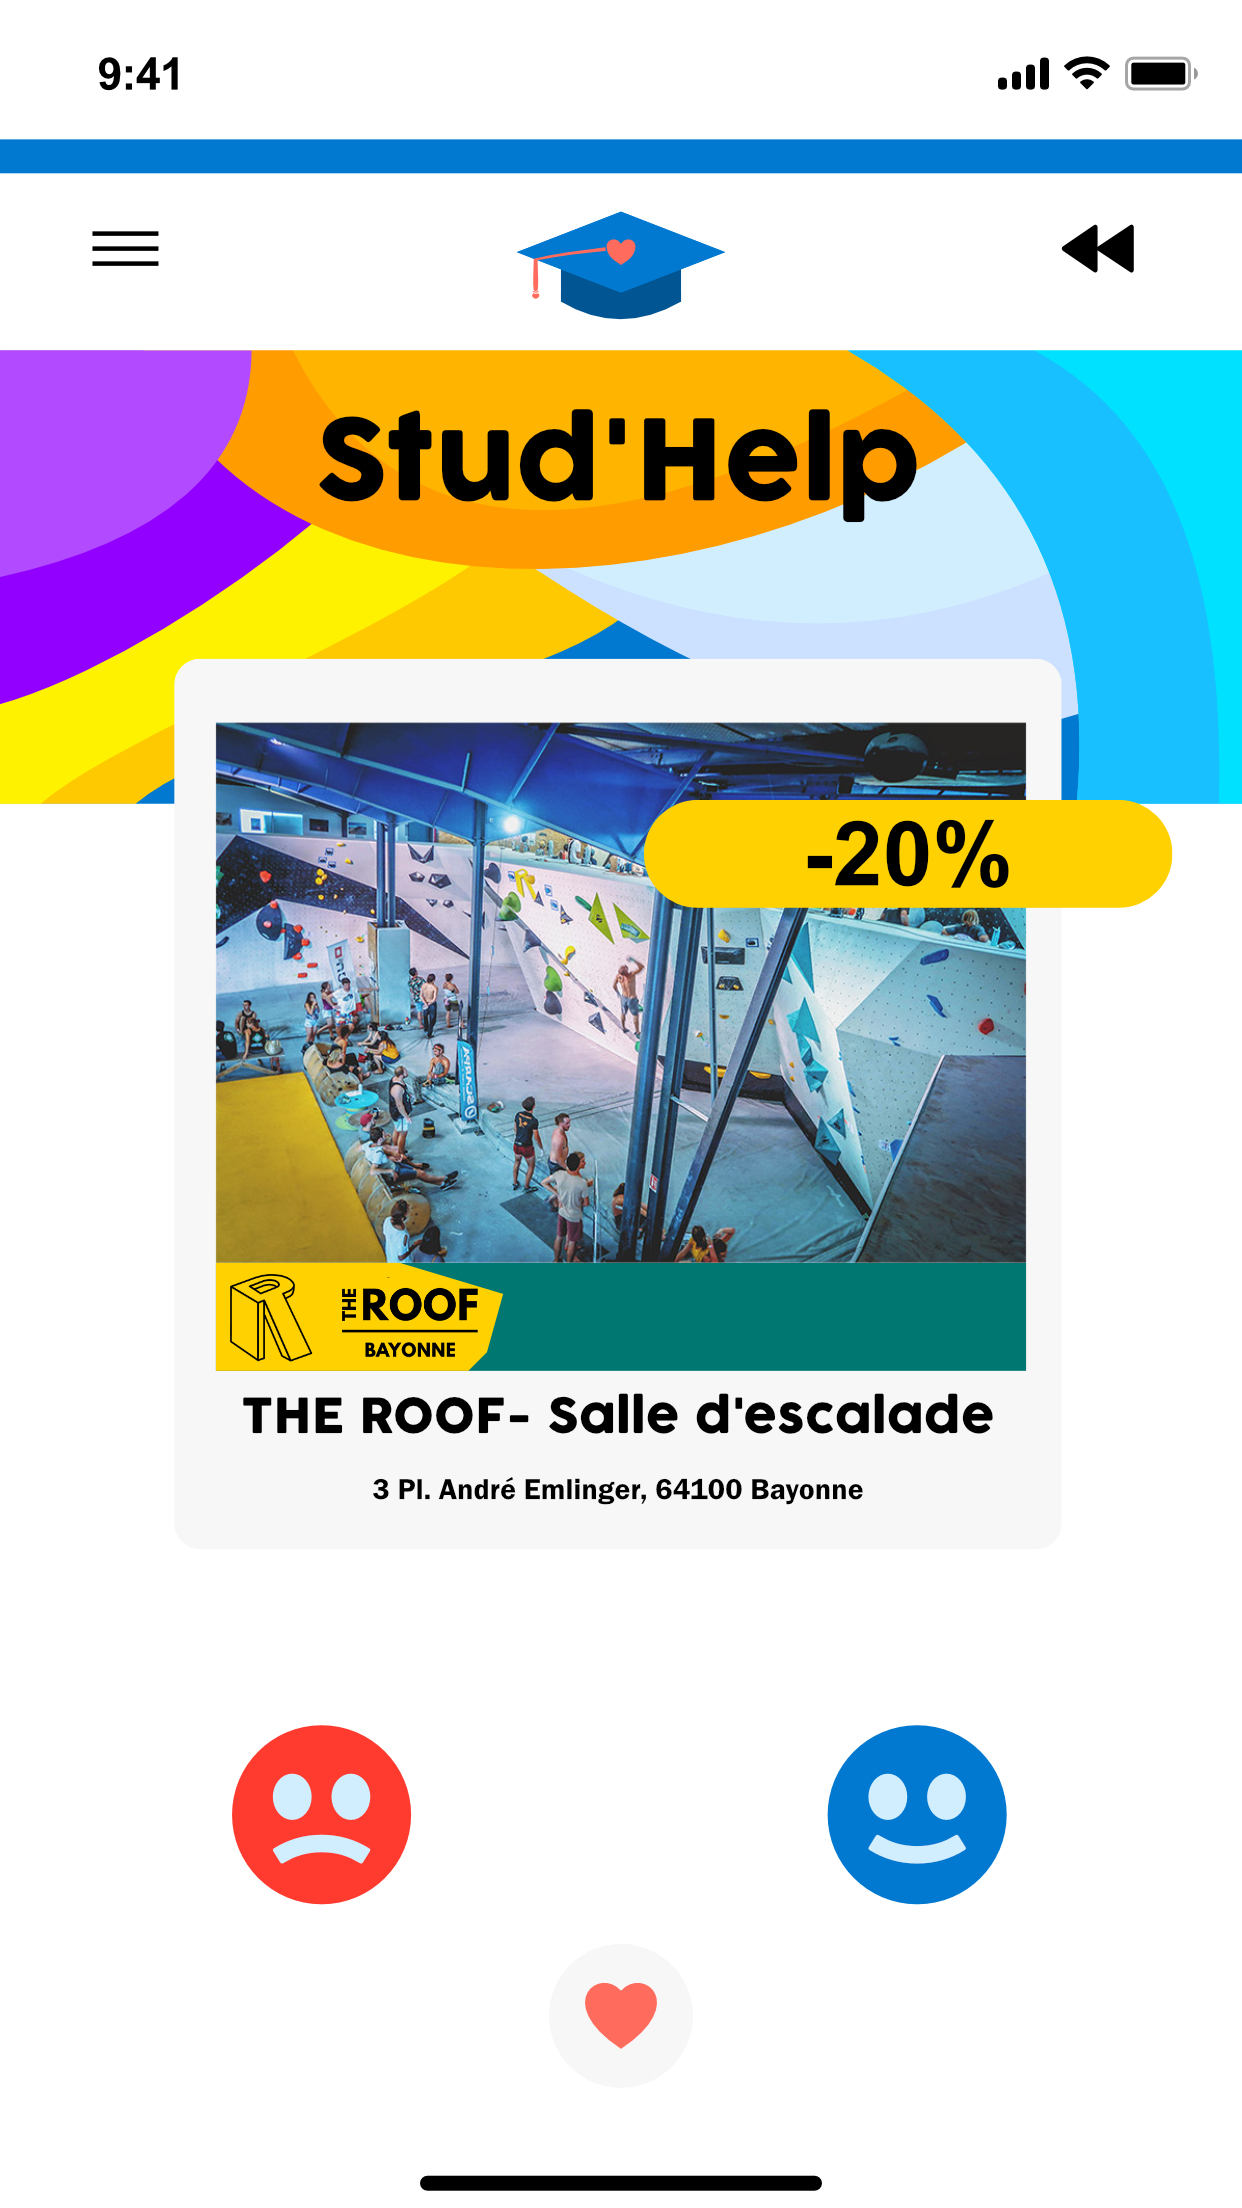 9:41
Stud'Help
-20%
THE ROOF
BAYONNE
THE ROOF- Salle d'escalade
3 Pl. André Emlinger, 64100 Bayonne